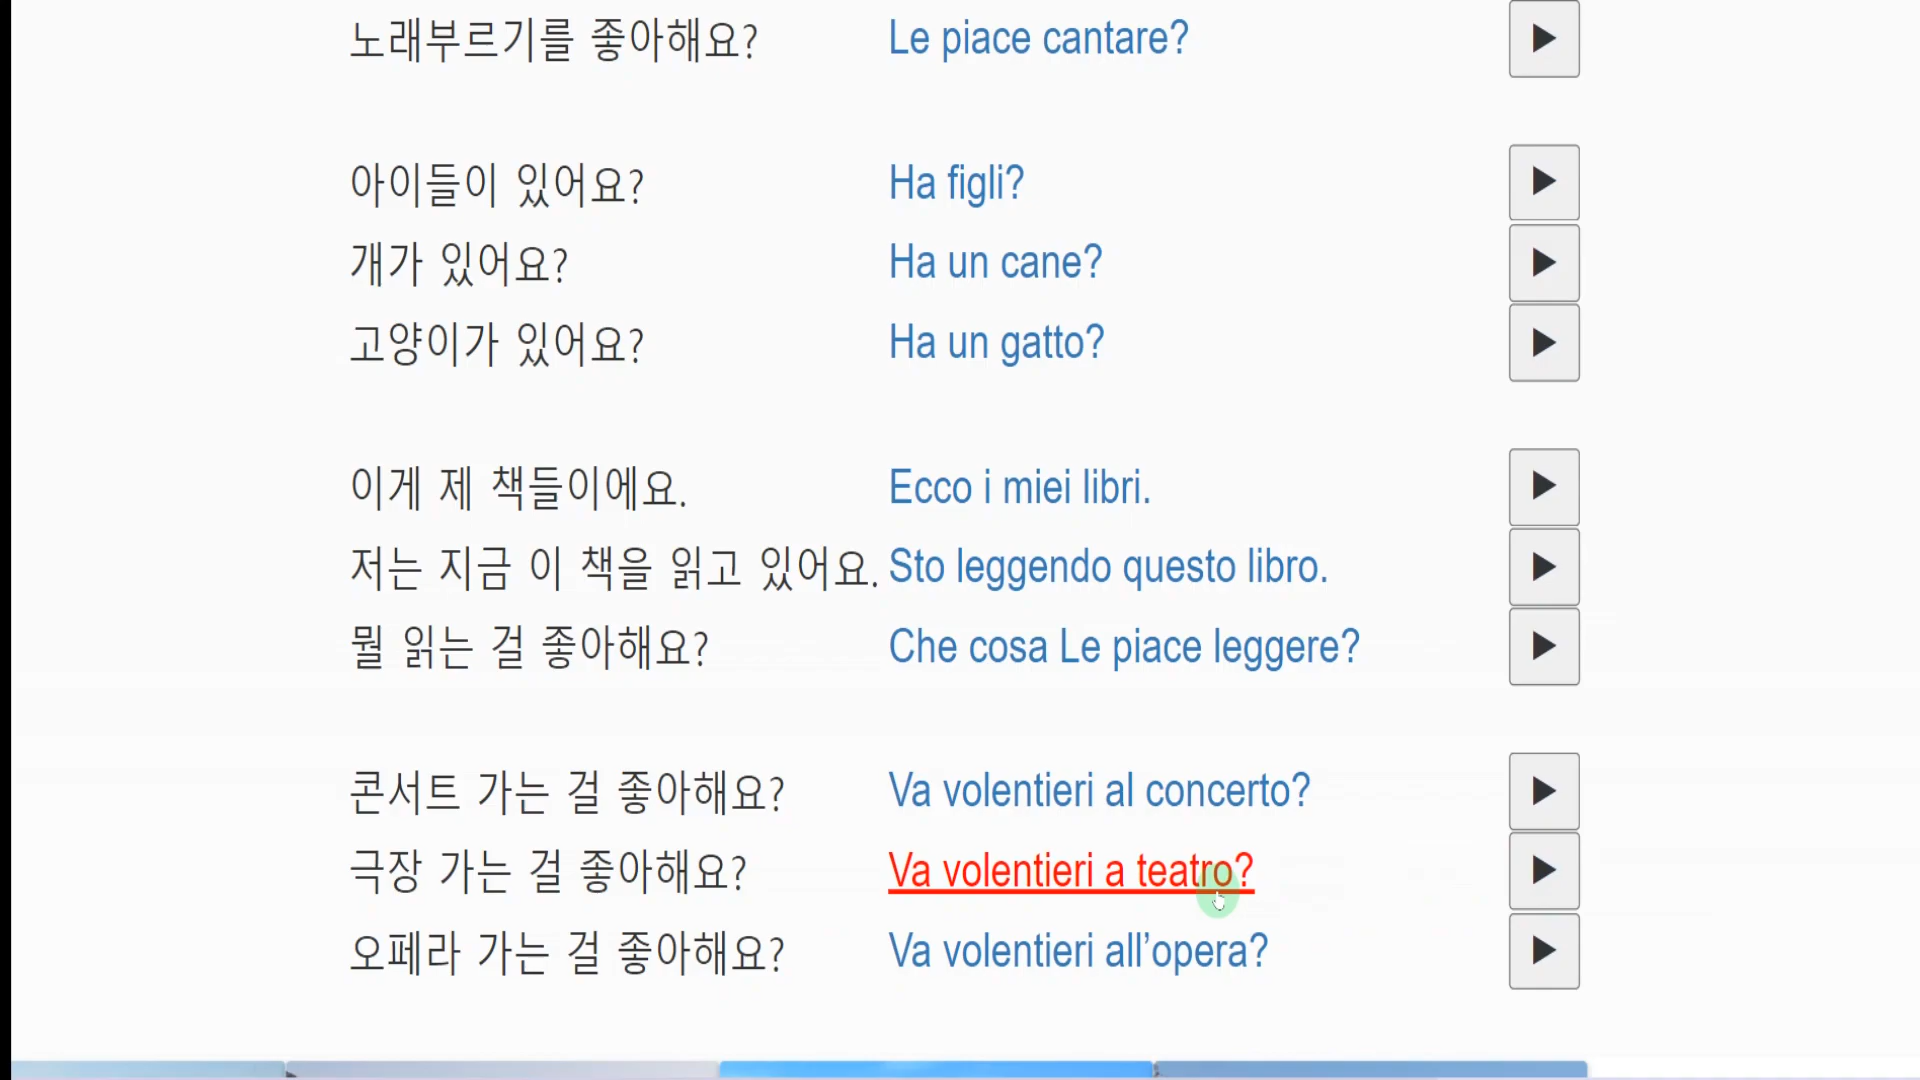 노래부르기를 좋아해요? Le piace cantare?
아이들이 있어요? Ha figli?
개가 있어요? Ha un cane?
고양이가 있어요? Ha un gatto?
이게 제 책들이에요. Ecco i miei libri.
저는 지금 이 책을 읽고 있어요. Sto leggendo questo libro.
뭘 읽는 걸 좋아해요? Che cosa Le piace leggere?
콘서트 가는 걸 좋아해요? Va volentieri al concerto?
극장 가는 걸 좋아해요? Va volentieri a teatro?
오페라 가는 걸 좋아해요? Va volentieri all’opera?